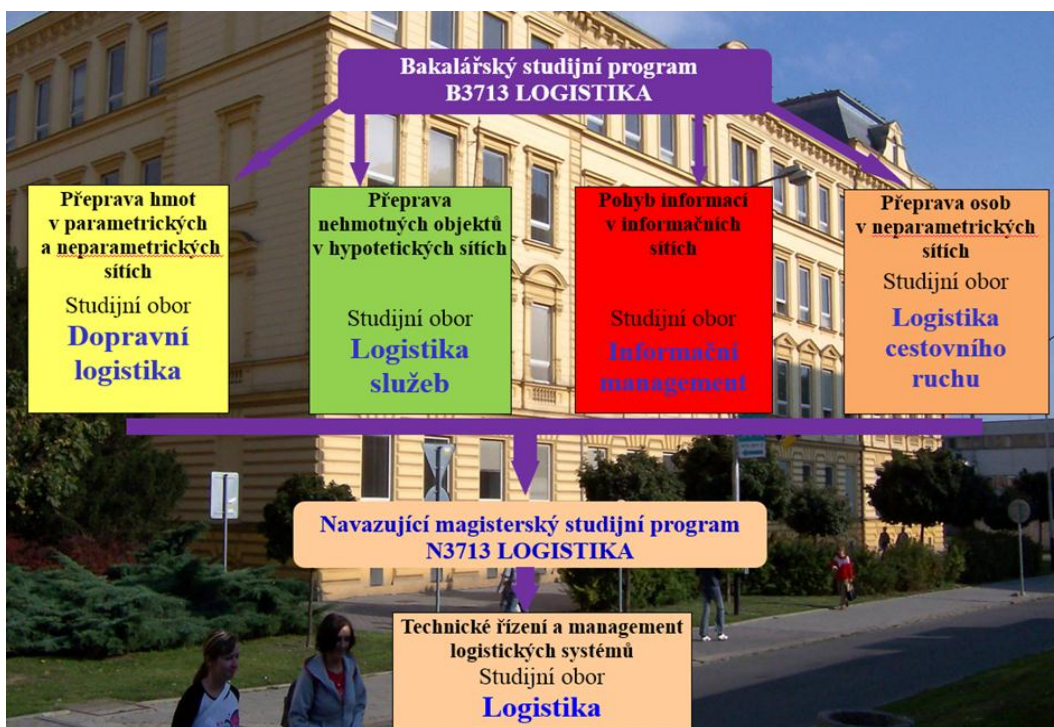 Bakalářský studijní program
B3713 LOGISTIKA
Přeprava hmot
v parametrických
a neparametrických
sítích
Studijní obor
Dopravní
logistika
Přeprava
nehmotných objektů
v hypotetických sítích
Studijní obor
Logistika
služeb
Pohyb informací
v informačních
sítích
Studijní obor
Informační
management
Přeprava osob
v neparametrických
sítích
Studijní obor
Logistika
cestovního
ruchu
Navazující magisterský studijní program
N3713 LOGISTIKA
Technické řízení a management
logistických systémů
Studijní obor
Logistika